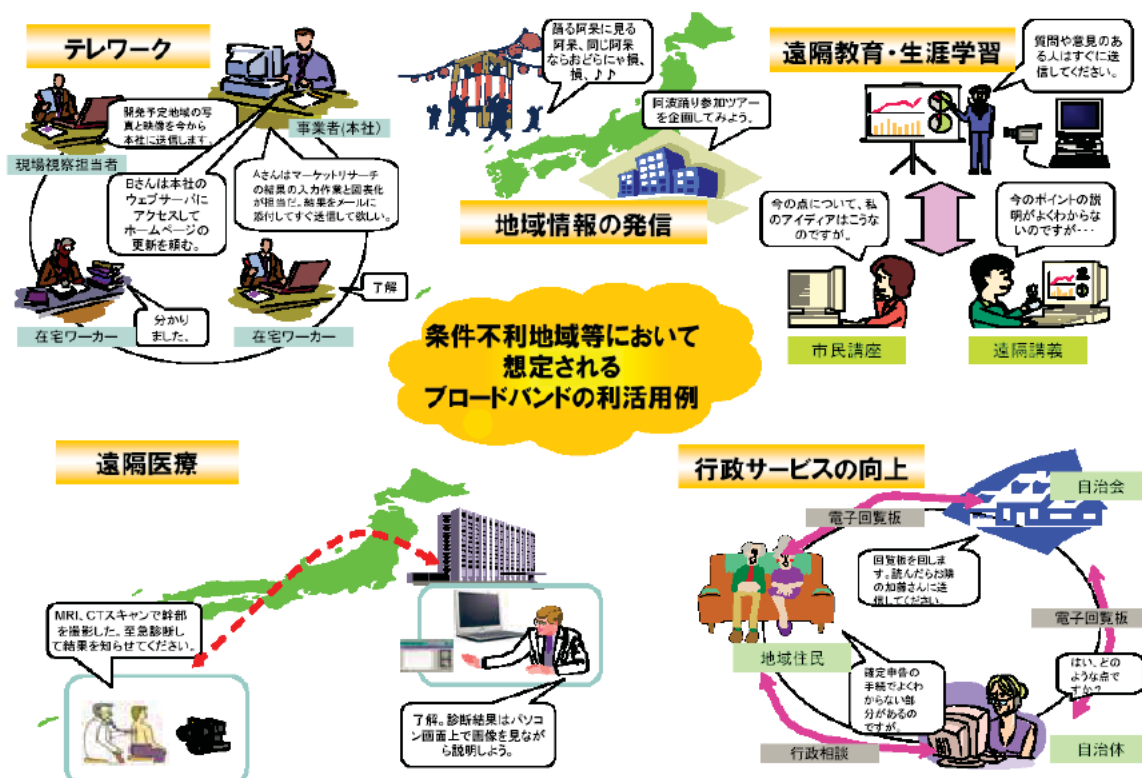 テレワーク
開発予定地域の写
真と映像を今から
本社に送信します。
現場視察担当者
事業者(本社)
Bさんは本社の
ウェブサーバに
アクセスして
ホームページの
更新を頼む。
Aさんはマーケットリサーチ
の結果の入力作業と図表化
が担当だ。結果をメールに
添付してすぐ送信して欲しい。
分かり
ました。
在宅ワーカー
了解
在宅ワーカー
踊る阿呆に見る
阿呆、同じ阿呆
ならおどらにゃ損、
損、♪♪
阿波踊り参加ツアー
を企画してみよう。
地域情報の発信
遠隔教育・生涯学習
質問や意見のあ
る人はすぐに送
信してください。
今の点について、私
のアイディアはこうな
のですが。
今のポイントの説
明がよくわからな
いのですが・・・
市民講座
遠隔講義
条件不利地域等において
想定される
ブロードバンドの利活用例
遠隔医療
MRI、CTスキャンで幹部
を撮影した。至急診断し
て結果を知らせてください。
了解。診断結果はパソコ
ン画面上で画像を見なが
ら説明しよう。
行政サービスの向上
自治会
電子回覧板
回覧板を回しま
す。読んだらお隣
の加藤さんに送
信してください。
電子回覧板
地域住民
確定申告の
手続でよくわ
からない部
分があるの
ですが。
はい、どの
ような点で
すか?
行政相談
自治体